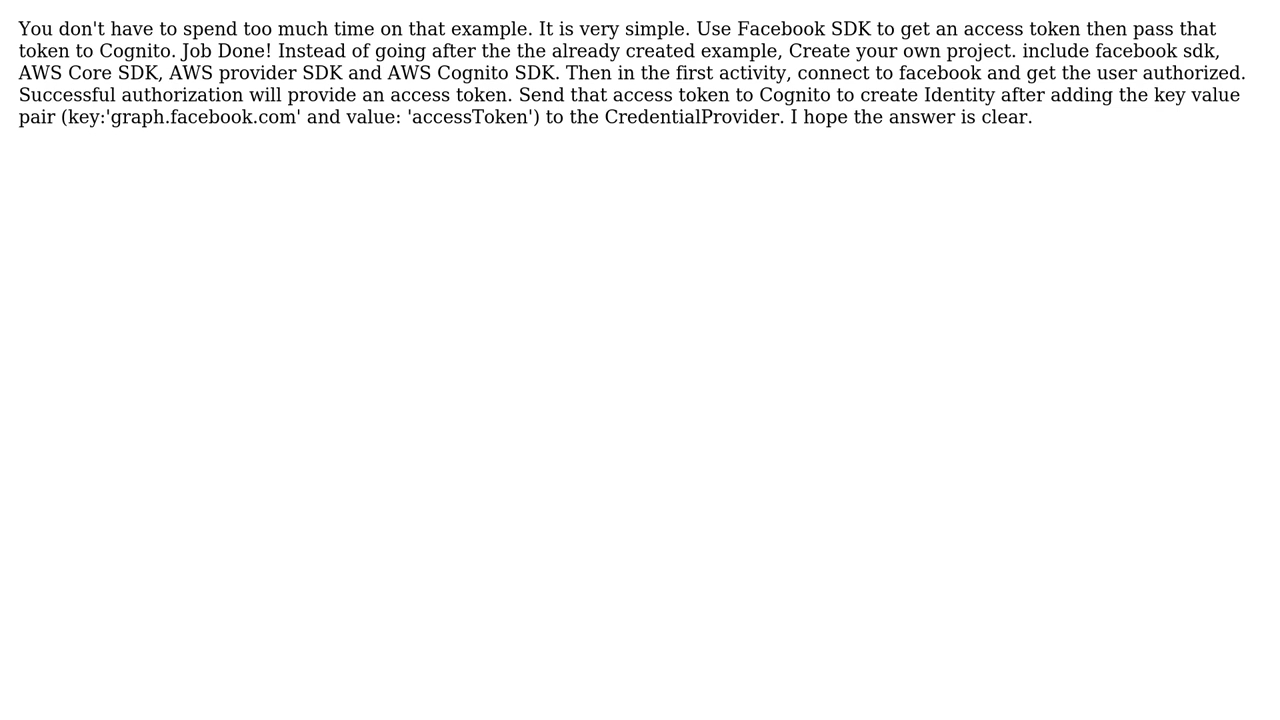 You don't have to spend too much time on that example. It is very simple. Use Facebook SDK to get an access token then pass that
token to Cognito. Job Done! Instead of going after the the already created example, Create your own project. include facebook sdk,
AWS Core SDK, AWS provider SDK and AWS Cognito SDK. Then in the first activity, connect to facebook and get the user authorized.
Successful authorization will provide an access token. Send that access token to Cognito to create Identity after adding the key value
pair (key:'graph.facebook.com' and value: 'accessToken') to the CredentialProvider. I hope the answer is clear.